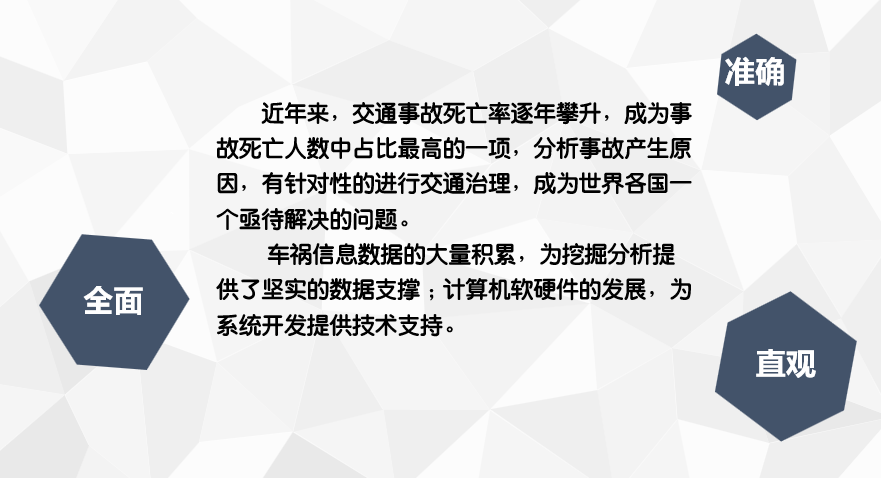 准确
近年来，交通事故死亡率逐年攀升，成为事
故死亡人数中占比最高的一项，分析事故产生原
因，有针对性的进行交通治理，成为世界各国一
个亟待解决的问题。
车祸信息数据的大量积累，为挖掘分析提
供了坚实的数据支撑；计算机软硬件的发展，为
系统开发提供技术支持。
全面
直观